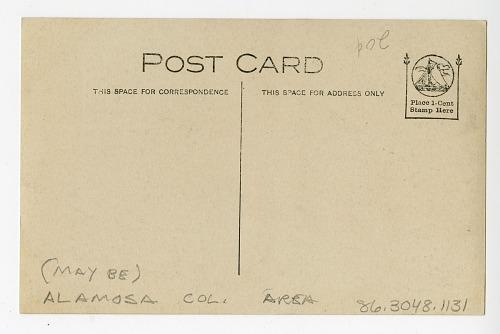 POST CARD
THIS SPACE FOR CORRESPONDENCE
THIS SPACE FOR ADDRESS ONLY
Place 1-Cent
Stamp Here
(MAY BE)
ALAMOSA COL. AREA
86.3048.1131